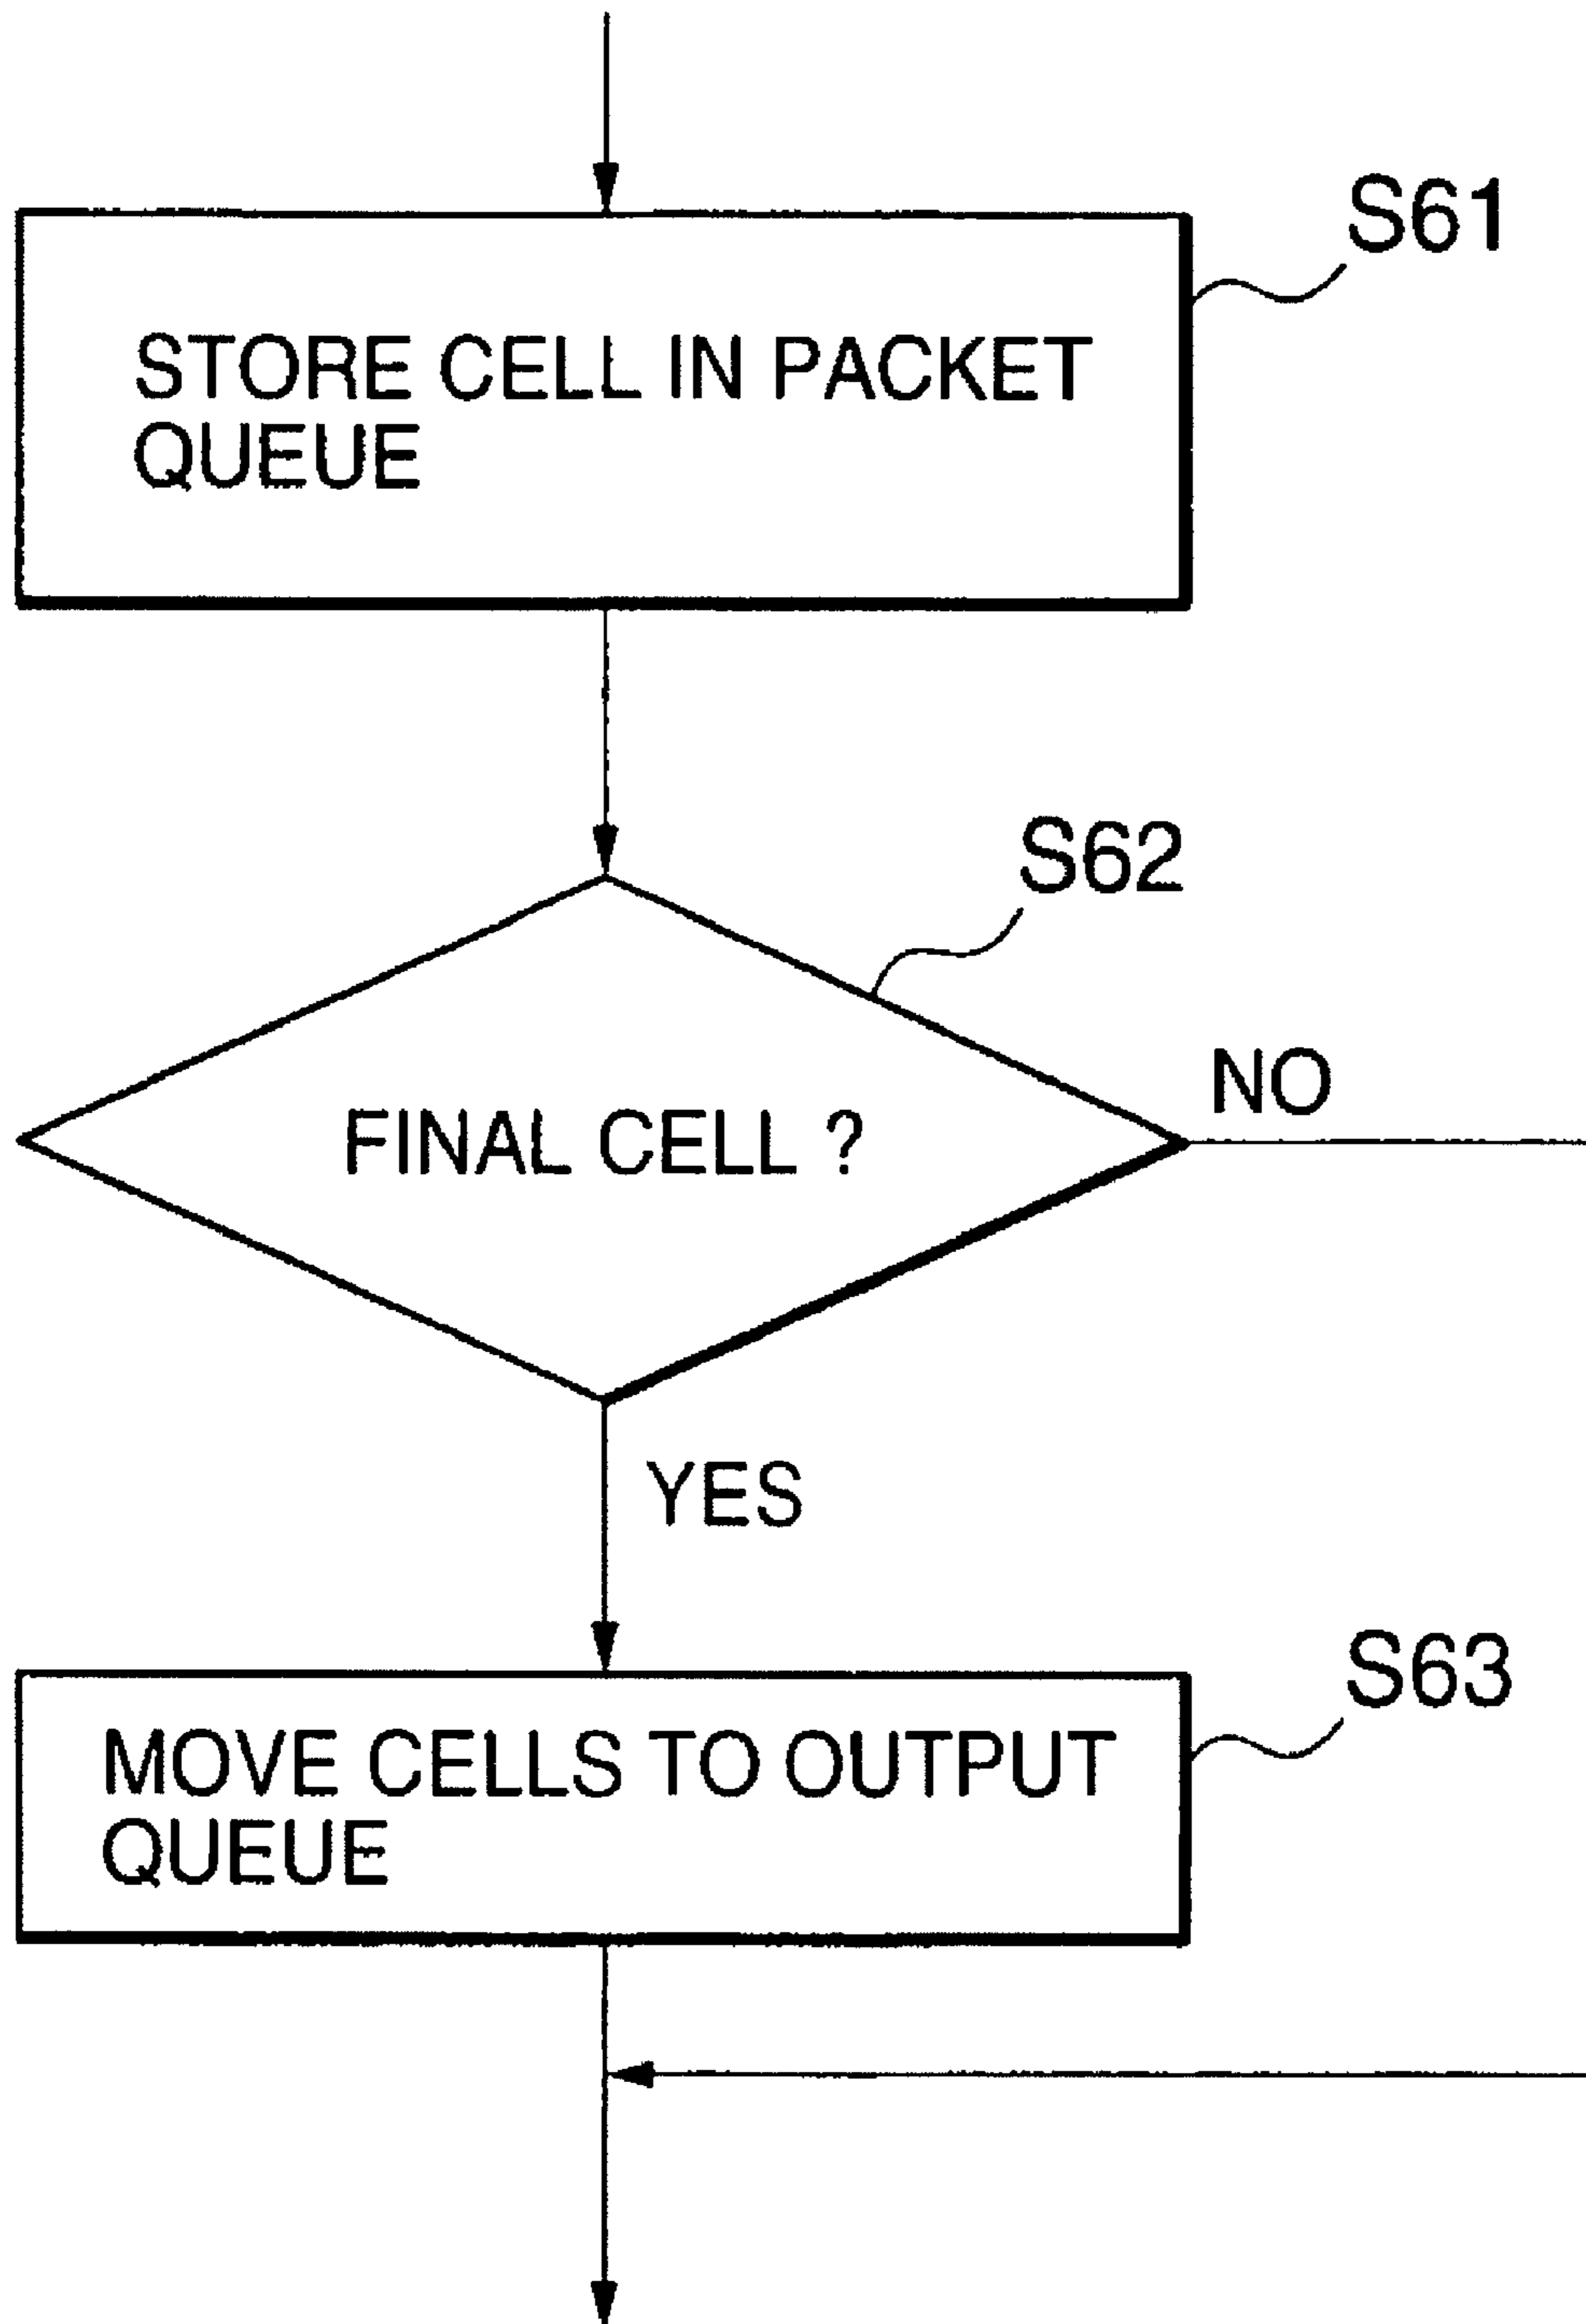 S61
STORE CELL IN PACKET
QUEUE
S62
NO
FINAL CELL ?
YES
S63
MOVE CELLS TO OUTPUT
QUEUE